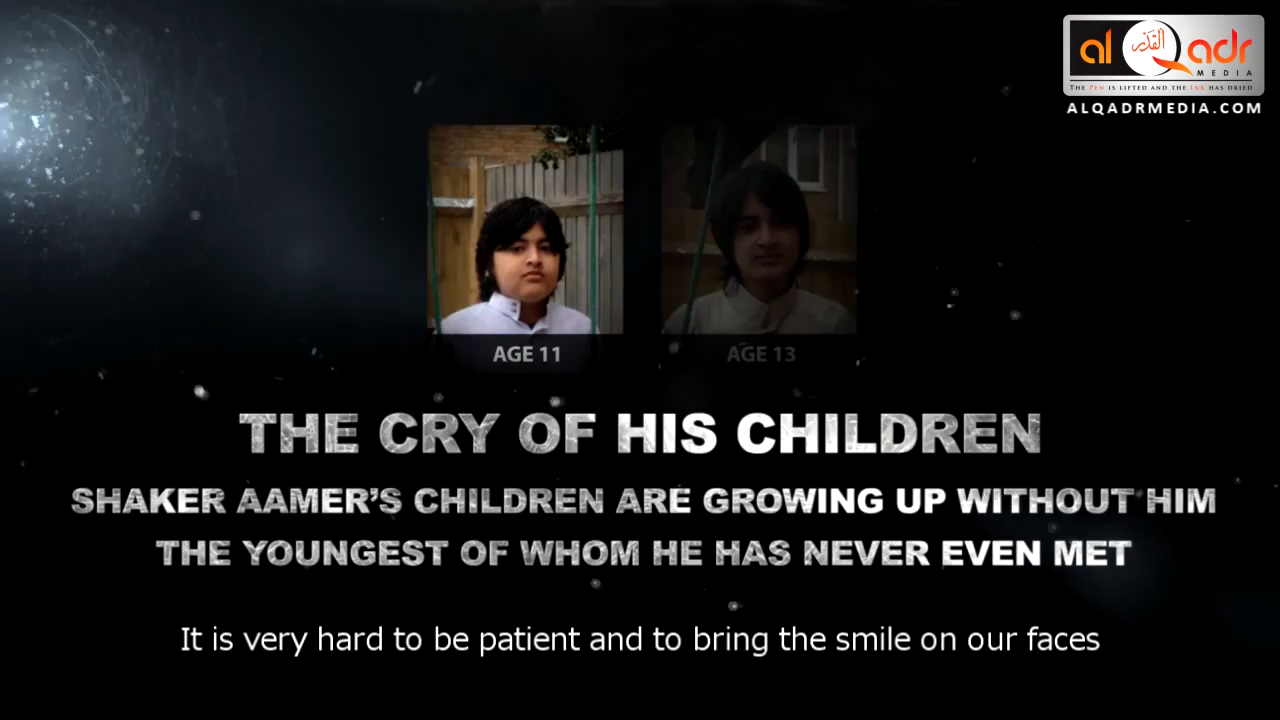 al Qadr
القدر
MEDIA
THE PEN IS LIFTED AND THE INK HAS DRIED
ALQADRMEDIA.COM
AGE 11
AGE 13
THE CRY OF HIS CHILDREN
SHAKER AAMER'S CHILDREN ARE GROWING UP WITHOUT HIM
THE YOUNGEST OF WHOM HE HAS NEVER EVEN MET
It is very hard to be patient and to bring the smile on our faces